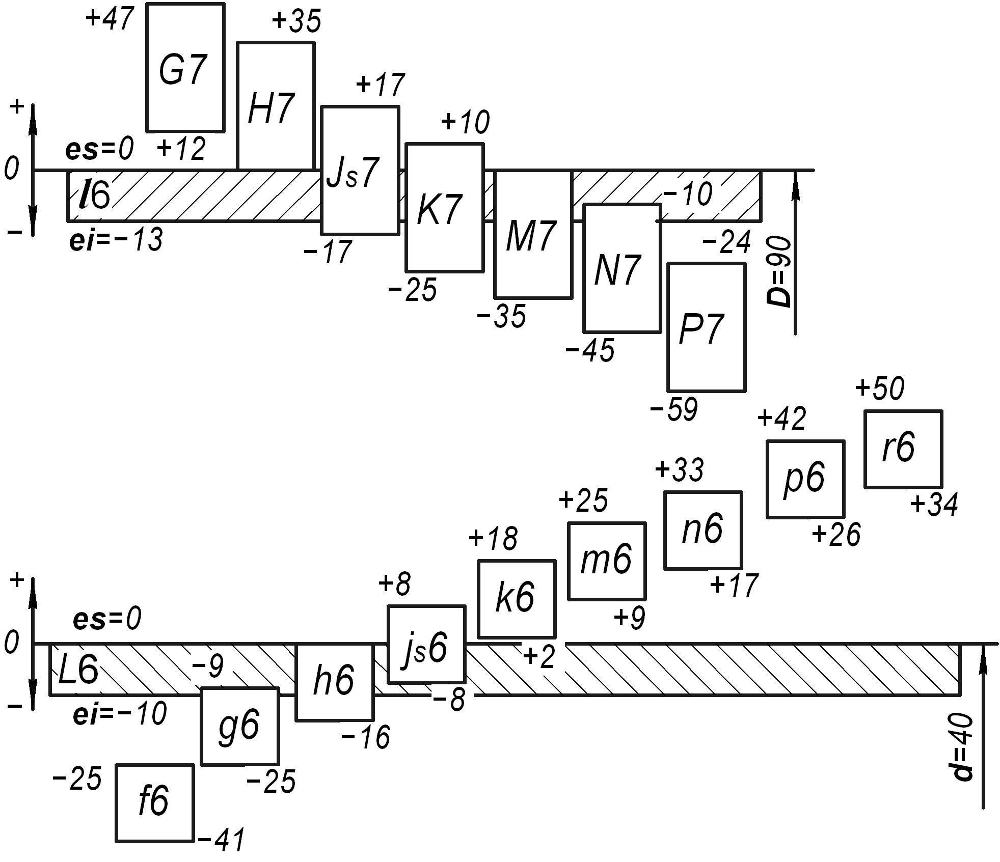 +47
+35
G7
+17
H7
+
+10
es=0
+12
0
Js7
l6
−10
K7
ei=−13
−
M7
−24
−17
N7
D=90
−25
−35
P7
−45
+50
−59
+42
r6
+33
p6
+25
+34
n6
+18
+26
m6
+
+8
+17
k6
es=0
+9
0
js6
+2
L6
−9
h6
−
−8
ei=−10
g6
−16
d=40
−25
−25
f6
−41